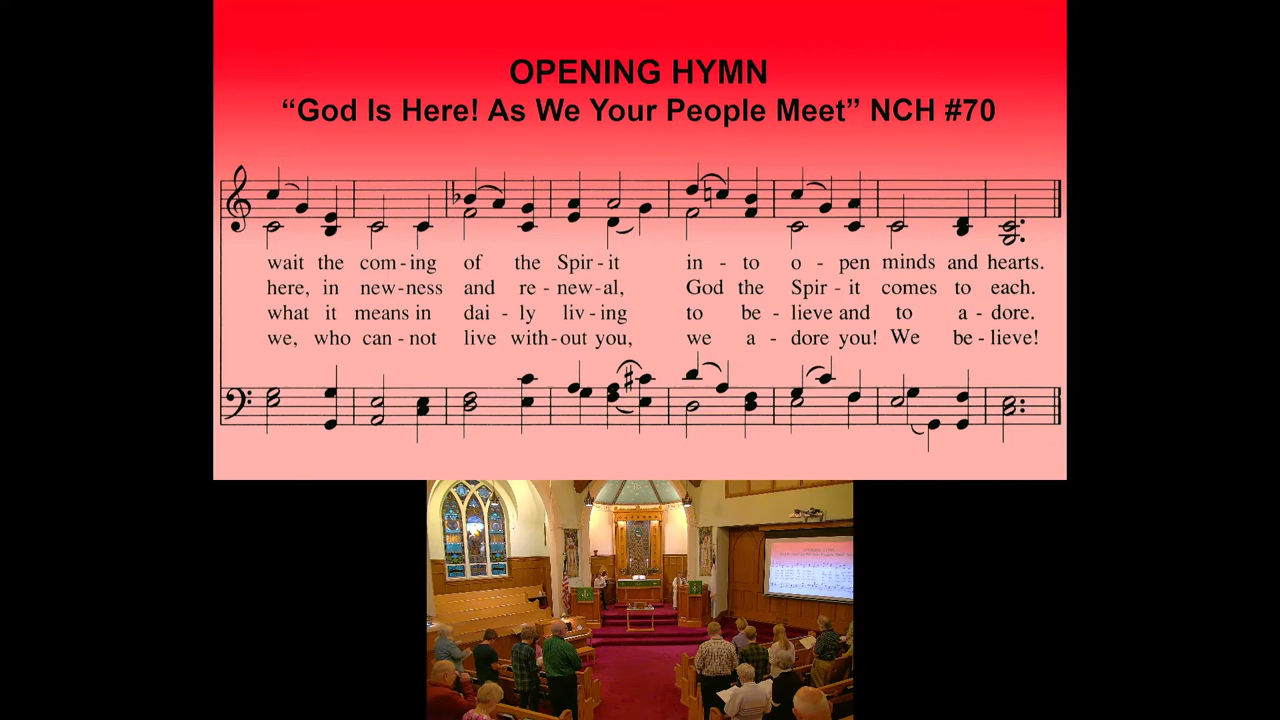 OPENING HYMN
“God Is Here! As We Your People Meet” NCH #70
wait the com-ing of the Spir-it in-to o-pen minds and hearts.
here, in new-ness and re-new-al, God the Spir-it comes to each.
what it means in dai-ly liv-ing to be-lieve and to a-dore.
we, who can-not live with-out you, we a-dore you! We be-lieve!